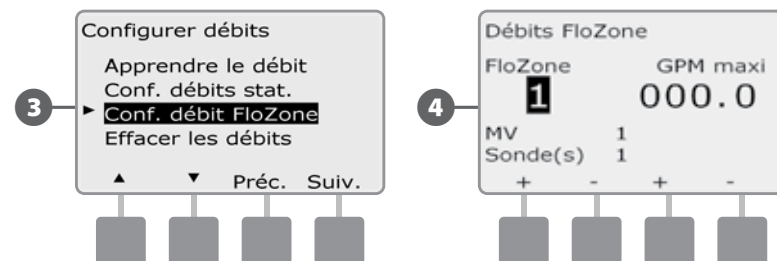 3
Configurer débits
Apprendre le débit
Conf. débits stat.
► Conf. débit FloZone
Effacer les débits
▲ ▼ Préc. Suiv.
4
Débits FloZone
FloZone GPM maxi
1 000.0
MV 1
Sonde(s) 1
+ - + -